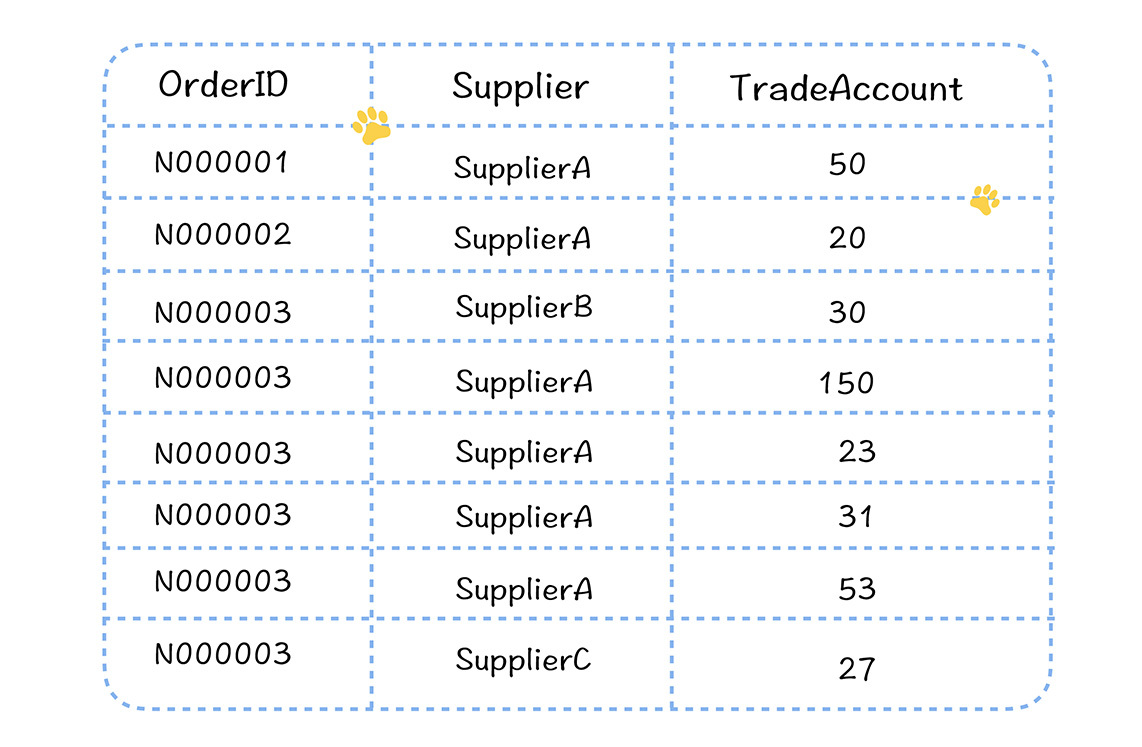 OrderID Supplier TradeAccount
N000001 SupplierA 50
N000002 SupplierA 20
N000003 SupplierB 30
N000003 SupplierA 150
N000003 SupplierA 23
N000003 SupplierA 31
N000003 SupplierA 53
N000003 SupplierC 27